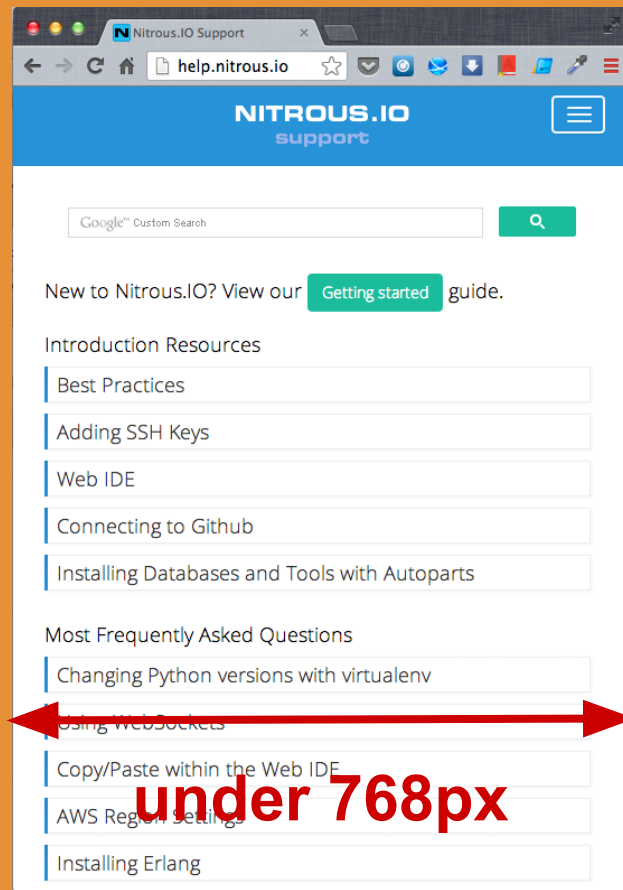 Nitrous.IO Support
help.nitrous.io
NITROUS.IO
support
Google™ Custom Search
New to Nitrous.IO? View our Getting started guide.
Introduction Resources
Best Practices
Adding SSH Keys
Web IDE
Connecting to Github
Installing Databases and Tools with Autoparts
Most Frequently Asked Questions
Changing Python versions with virtualenv
Using WebSockets
Copy/Paste within the Web IDE
under 768px
AWS Region Settings
Installing Erlang